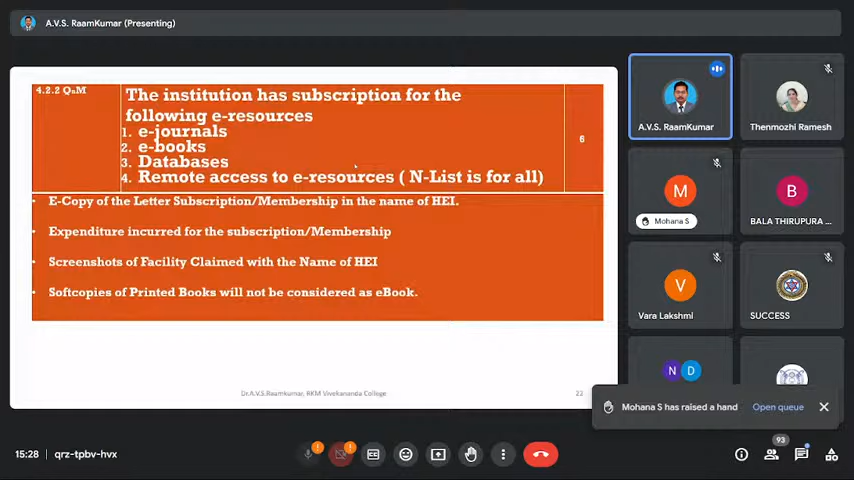 A.V.S. RaamKumar (Presenting)
4.2.2 QnM
The institution has subscription for the
following e-resources
1. e-journals
2. e-books
3. Databases
4. Remote access to e-resources ( N-List is for all)
6
• E-Copy of the Letter Subscription/Membership in the name of HEI.
• Expenditure incurred for the subscription/Membership
• Screenshots of Facility Claimed with the Name of HEI
• Softcopies of Printed Books will not be considered as eBook.
Dr.A.V.S.Raamkumar, RKM Vivekananda College
22
A.V.S. RaamKumar
Thenmozhi Ramesh
M
Mohana S
B
BALA THIRUPURA ...
V
Vara Lakshmi
SUCCESS
N D
Mohana S has raised a hand
Open queue
15:28
qrz-tpbv-hvx
93